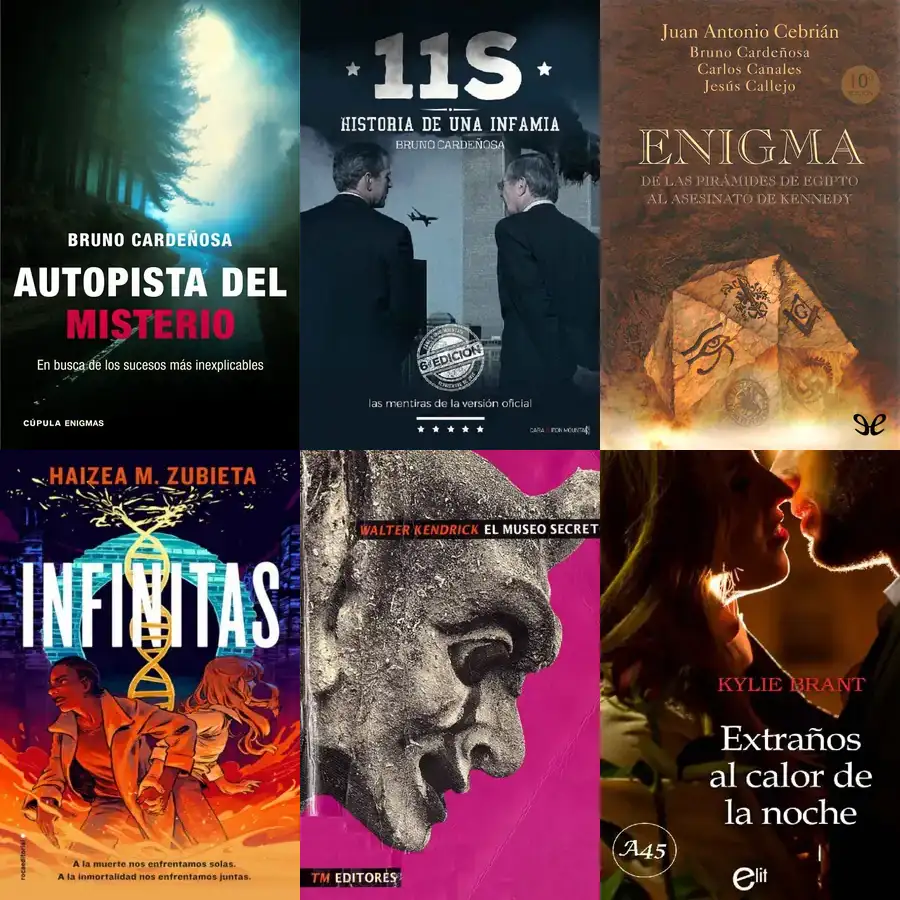 BRUNO CARDEÑOSA
AUTOPISTA DEL
MISTERIO
En busca de los sucesos más inexplicables
CÚPULA ENIGMAS
11S
HISTORIA DE UNA INFAMIA
BRUNO CARDEÑOSA
8ª EDICIÓN
las mentiras de la versión oficial
Juan Antonio Cebrián
Bruno Cardeñosa
Carlos Canales
Jesús Callejo
10ª
ENIGMA
DE LAS PIRÁMIDES DE EGIPTO
AL ASESINATO DE KENNEDY
HAIZEA M. ZUBIETA
INFINITAS
rocaeditorial
A la muerte nos enfrentamos solas.
A la inmortalidad nos enfrentamos juntas.
WALTER KENDRICK EL MUSEO SECRETO
TM EDITORES
KYLIE BRANT
Extraños
al calor de
la noche
A45
elit